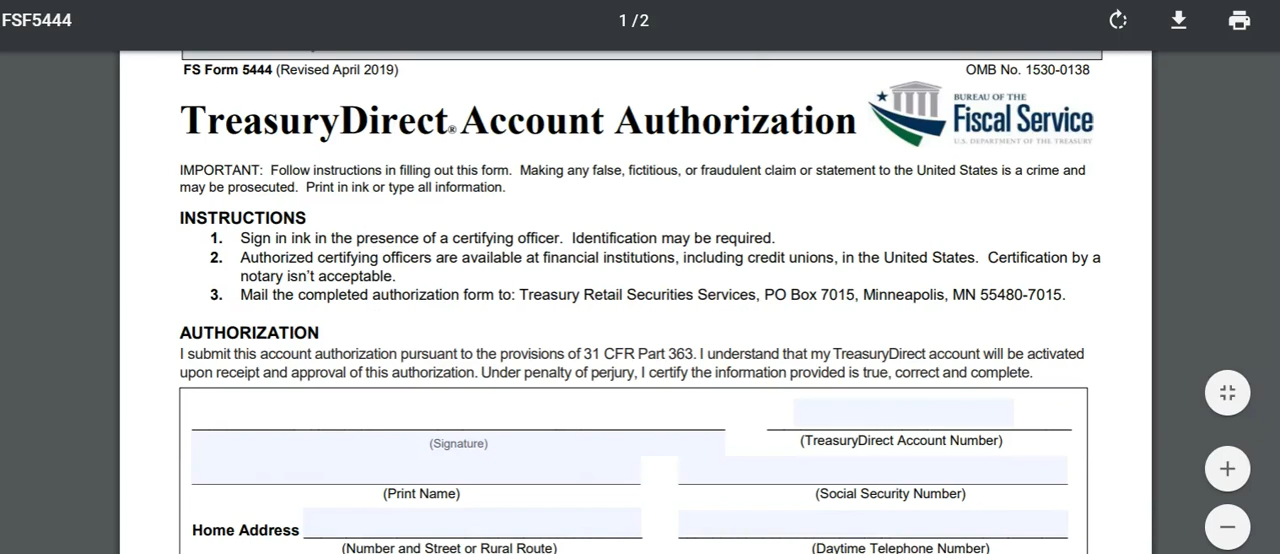 FSF5444
1 / 2
FS Form 5444 (Revised April 2019)
OMB No. 1530-0138
TreasuryDirect® Account Authorization
BUREAU OF THE
Fiscal Service
U.S. DEPARTMENT OF THE TREASURY
IMPORTANT: Follow instructions in filling out this form. Making any false, fictitious, or fraudulent claim or statement to the United States is a crime and
may be prosecuted. Print in ink or type all information.
INSTRUCTIONS
1. Sign in ink in the presence of a certifying officer. Identification may be required.
2. Authorized certifying officers are available at financial institutions, including credit unions, in the United States. Certification by a
notary isn't acceptable.
3. Mail the completed authorization form to: Treasury Retail Securities Services, PO Box 7015, Minneapolis, MN 55480-7015.
AUTHORIZATION
I submit this account authorization pursuant to the provisions of 31 CFR Part 363. I understand that my TreasuryDirect account will be activated
upon receipt and approval of this authorization. Under penalty of perjury, I certify the information provided is true, correct and complete.
(Signature)
(TreasuryDirect Account Number)
(Print Name)
(Social Security Number)
Home Address
(Number and Street or Rural Route)
(Daytime Telephone Number)